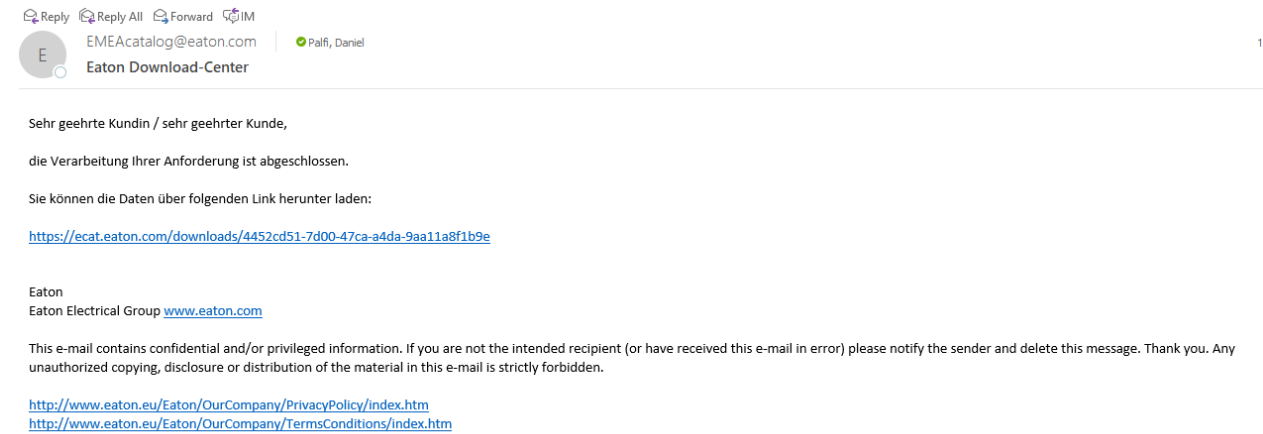 Reply Reply All Forward IM
EMEAcatalog@eaton.com Palfi, Daniel 1
E
Eaton Download-Center
Sehr geehrte Kundin / sehr geehrter Kunde,
die Verarbeitung Ihrer Anforderung ist abgeschlossen.
Sie können die Daten über folgenden Link herunter laden:
https://ecat.eaton.com/downloads/4452cd51-7d00-47ca-a4da-9aa11a8f1b9e
Eaton
Eaton Electrical Group www.eaton.com
This e-mail contains confidential and/or privileged information. If you are not the intended recipient (or have received this e-mail in error) please notify the sender and delete this message. Thank you. Any
unauthorized copying, disclosure or distribution of the material in this e-mail is strictly forbidden.
http://www.eaton.eu/Eaton/OurCompany/PrivacyPolicy/index.htm
http://www.eaton.eu/Eaton/OurCompany/TermsConditions/index.htm